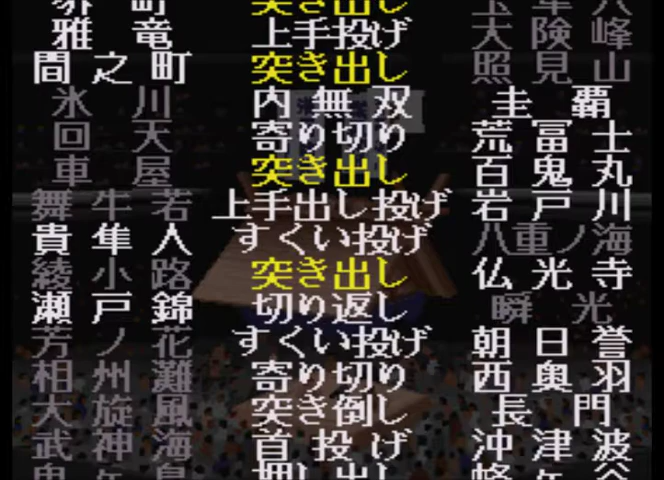 突き出し
雅竜 上手投げ 大険峰
間之町 突き出し 照見山
氷川 内無双 圭覇
回天 寄り切り 荒冨士
車屋 突き出し 百鬼丸
舞牛若 上手出し投げ 岩戸川
貴隼人 すくい投げ 八重ノ海
綾小路 突き出し 仏光寺
瀬戸錦 切り返し 瞬光
芳ノ花 すくい投げ 朝日誉
相州灘 寄り切り 西奥羽
大旋風 突き倒し 長門
武神海 首投げ 沖津波
押し出し